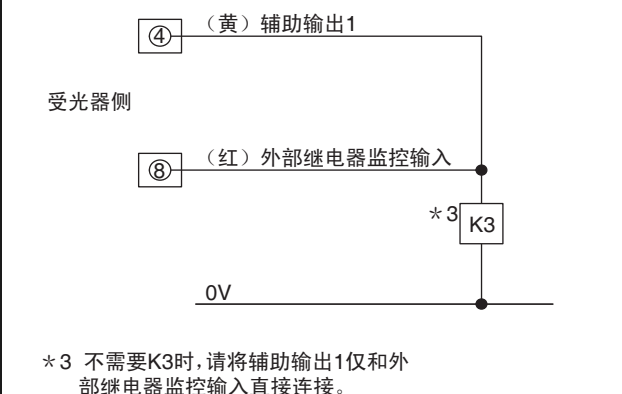 ④ （黄）辅助输出1
受光器侧
⑧ （红）外部继电器监控输入
＊3 K3
0V
＊3 不需要K3时,请将辅助输出1仅和外
部继电器监控输入直接连接。